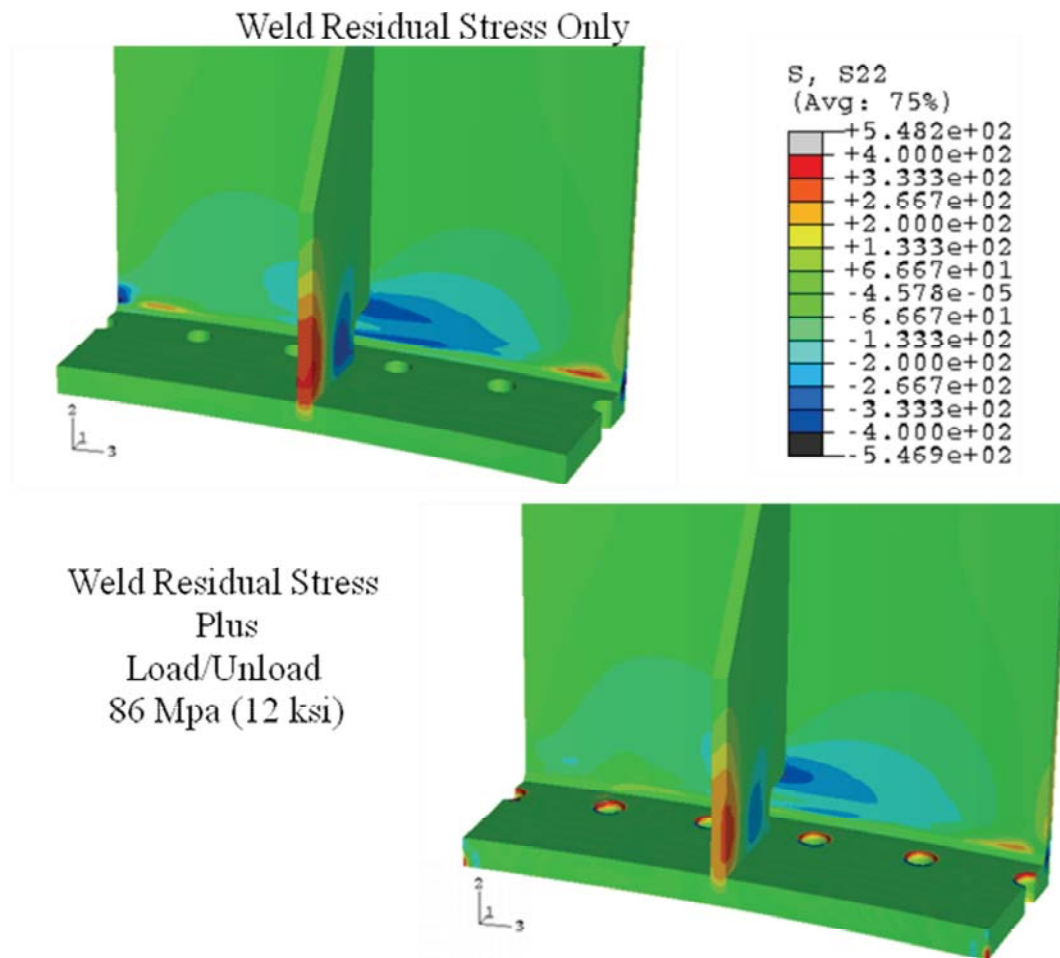 Weld Residual Stress Only
S, S22
(Avg: 75%)
+5.482e+02
+4.000e+02
+3.333e+02
+2.667e+02
+2.000e+02
+1.333e+02
+6.667e+01
-4.578e-05
-6.667e+01
-1.333e+02
-2.000e+02
-2.667e+02
-3.333e+02
-4.000e+02
-5.469e+02
2
1
3
Weld Residual Stress
Plus
Load/Unload
86 Mpa (12 ksi)
2
1
3